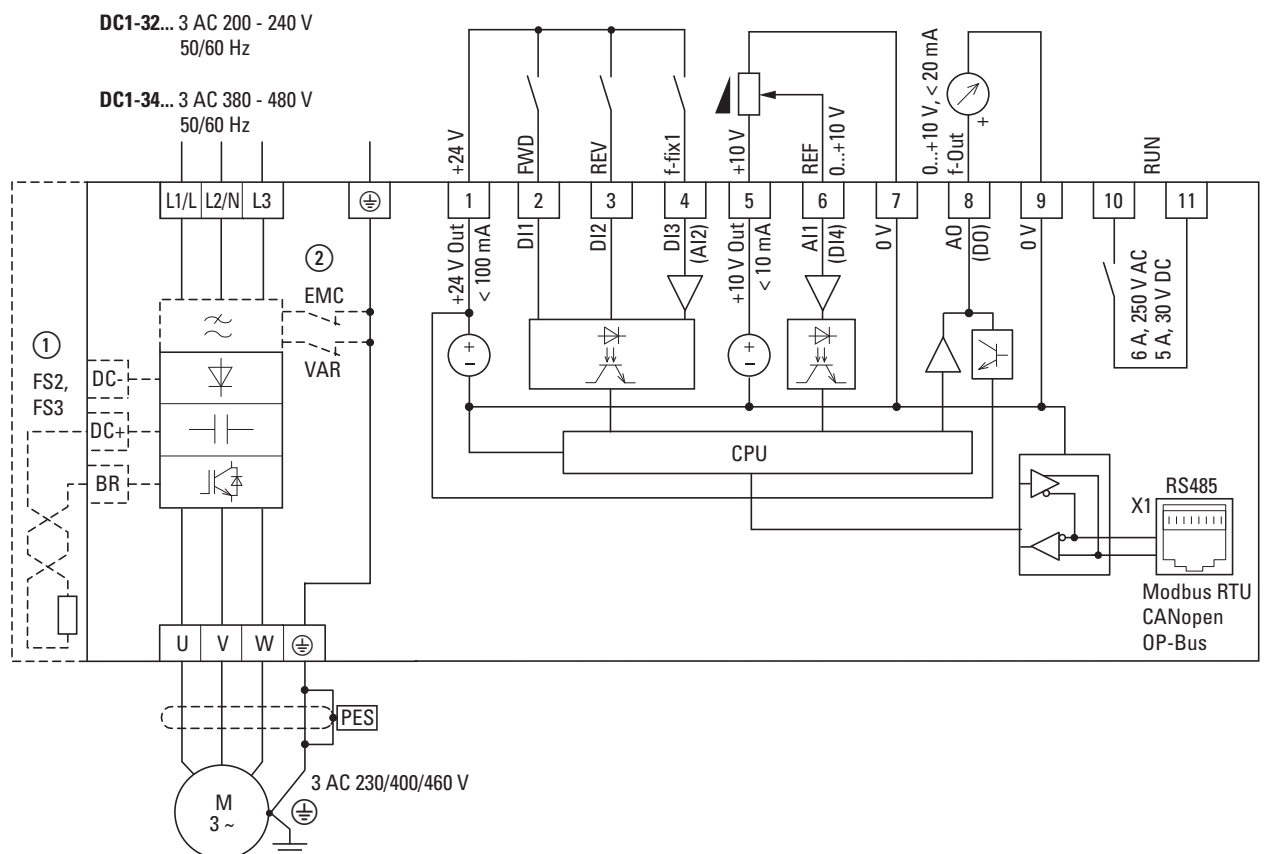 DC1-32... 3 AC 200 - 240 V
50/60 Hz
DC1-34... 3 AC 380 - 480 V
50/60 Hz
+24 V
FWD
REV
f-fix1
+10 V
REF
0...+10 V
0...+10 V, < 20 mA
f-Out
+
RUN
L1/L L2/N L3
1 2 3 4 5 6 7 8 9 10 11
+24 V Out
< 100 mA
DI1
DI2
DI3
(AI2)
+10 V Out
< 10 mA
AI1
(DI4)
0 V
AO
(DO)
0 V
6 A, 250 V AC
5 A, 30 V DC
2
EMC
VAR
1
FS2,
FS3
DC-
DC+
BR
+
-
+
-
CPU
X1
RS485
Modbus RTU
CANopen
OP-Bus
U V W
PES
3 AC 230/400/460 V
M
3 ~